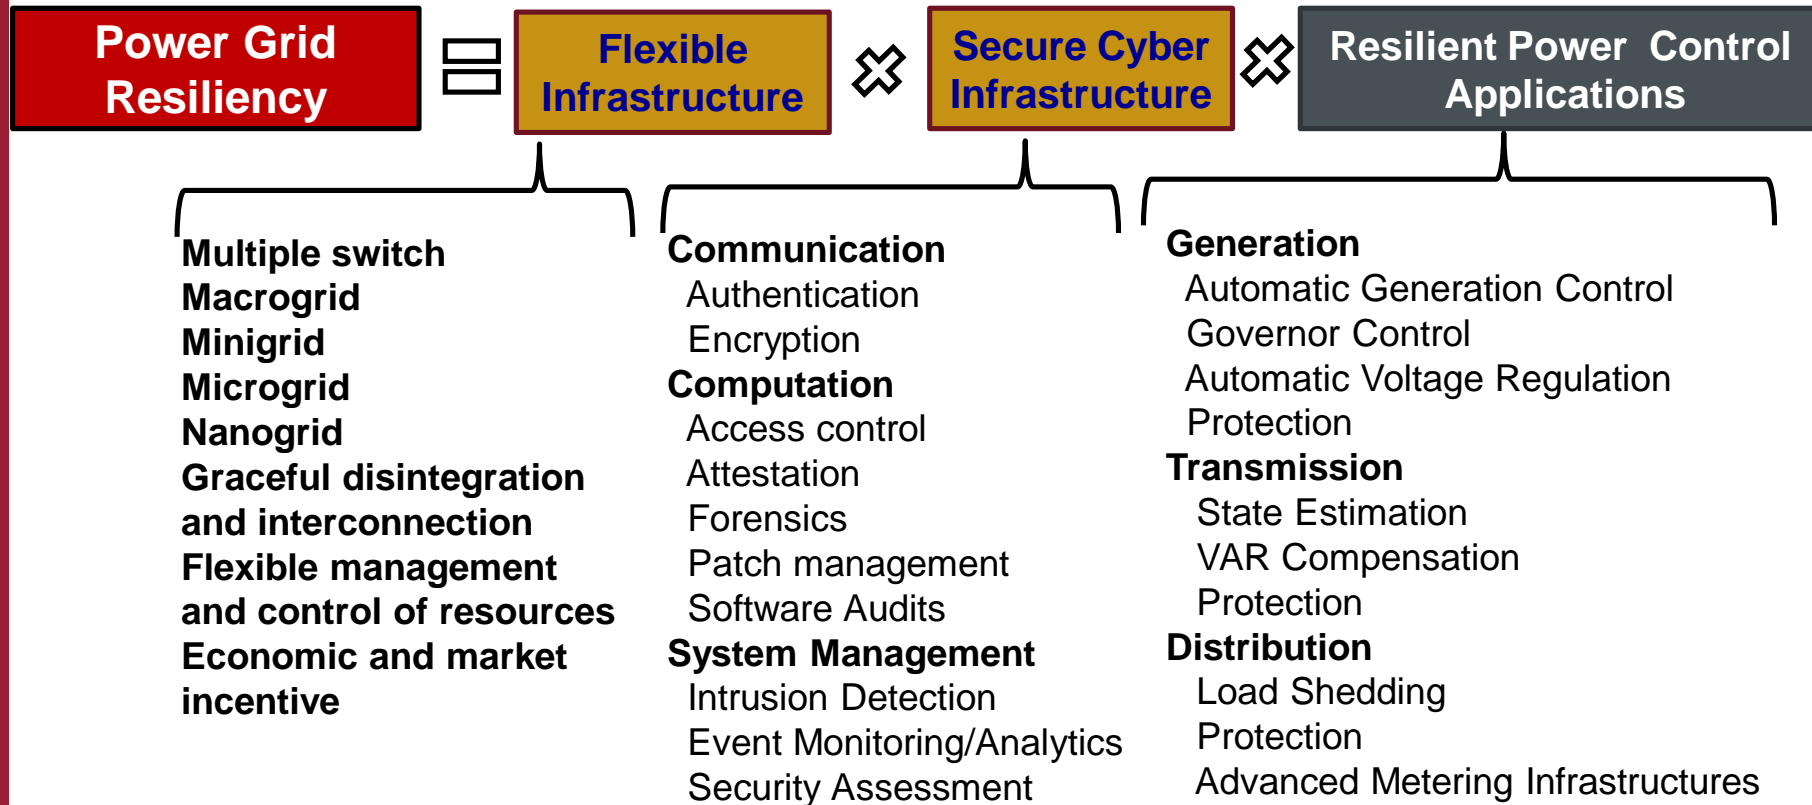 Power Grid
Resiliency
Flexible
Infrastructure
Secure Cyber
Infrastructure
Resilient Power Control
Applications
Multiple switch
Macrogrid
Minigrid
Microgrid
Nanogrid
Graceful disintegration
and interconnection
Flexible management
and control of resources
Economic and market
incentive
Communication
Authentication
Encryption
Computation
Access control
Attestation
Forensics
Patch management
Software Audits
System Management
Intrusion Detection
Event Monitoring/Analytics
Security Assessment
Generation
Automatic Generation Control
Governor Control
Automatic Voltage Regulation
Protection
Transmission
State Estimation
VAR Compensation
Protection
Distribution
Load Shedding
Protection
Advanced Metering Infrastructures